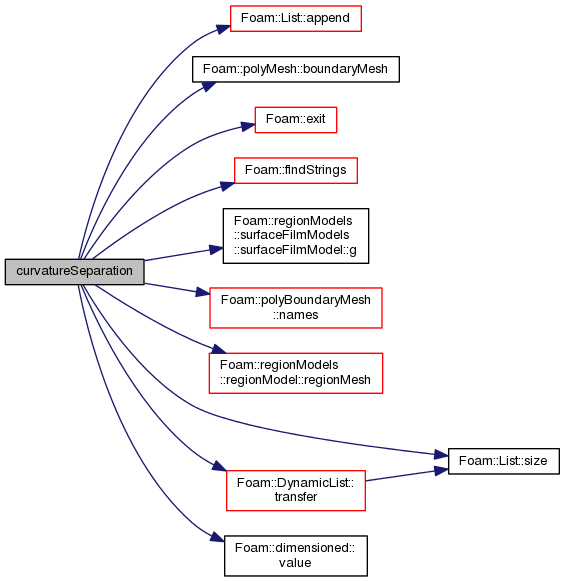 Foam::List::append
Foam::polyMesh::boundaryMesh
Foam::exit
Foam::findStrings
Foam::regionModels
::surfaceFilmModels
::surfaceFilmModel::g
curvatureSeparation
Foam::polyBoundaryMesh
::names
Foam::regionModels
::regionModel::regionMesh
Foam::List::size
Foam::DynamicList::
transfer
Foam::dimensioned::
value